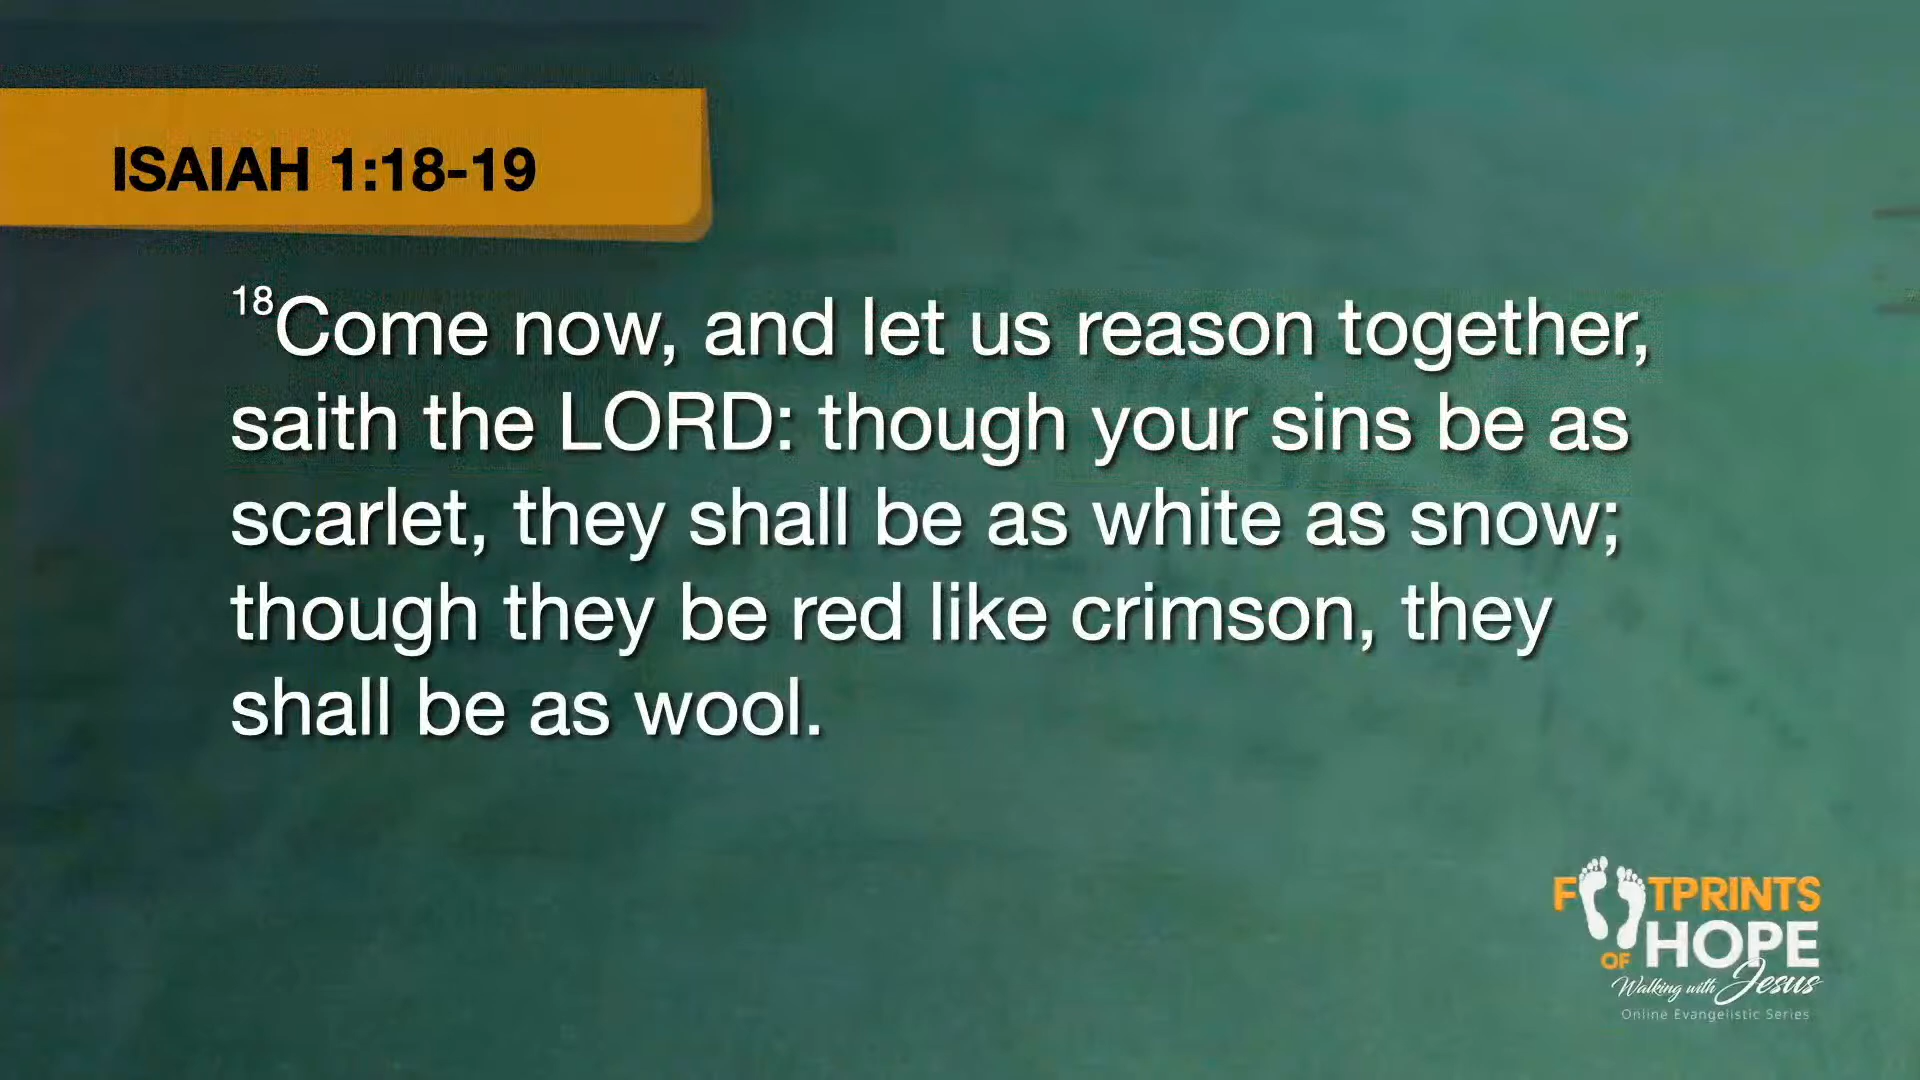 ISAIAH 1:18-19
18Come now, and let us reason together,
saith the LORD: though your sins be as
scarlet, they shall be as white as snow;
though they be red like crimson, they
shall be as wool.
FOOTPRINTS
OF HOPE
Walking with Jesus
Online Evangelistic Series